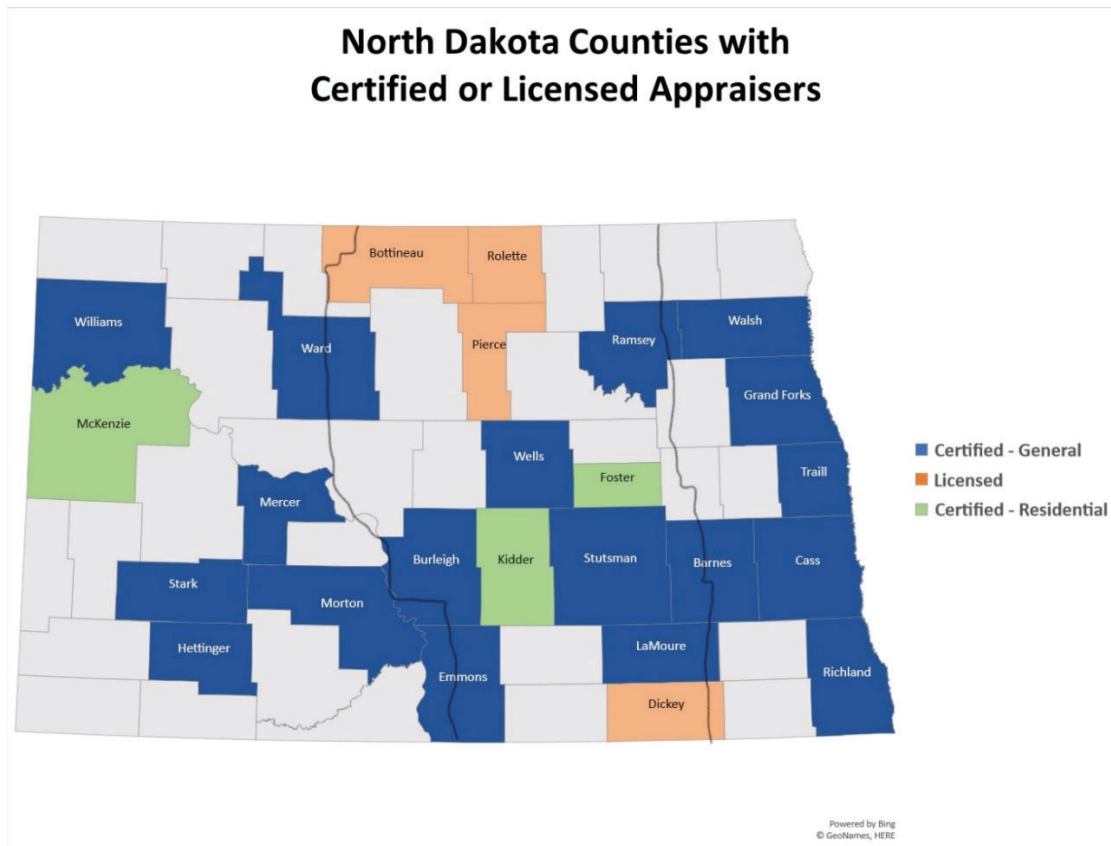 North Dakota Counties with
Certified or Licensed Appraisers
Bottineau
Rolette
Williams
Ward
Pierce
Ramsey
Walsh
McKenzie
Grand Forks
Wells
Foster
Traill
Mercer
Burleigh
Kidder
Stutsman
Barnes
Cass
Stark
Morton
Hettinger
Emmons
LaMoure
Richland
Dickey
Certified - General
Licensed
Certified - Residential
Powered by Bing
© GeoNames, HERE